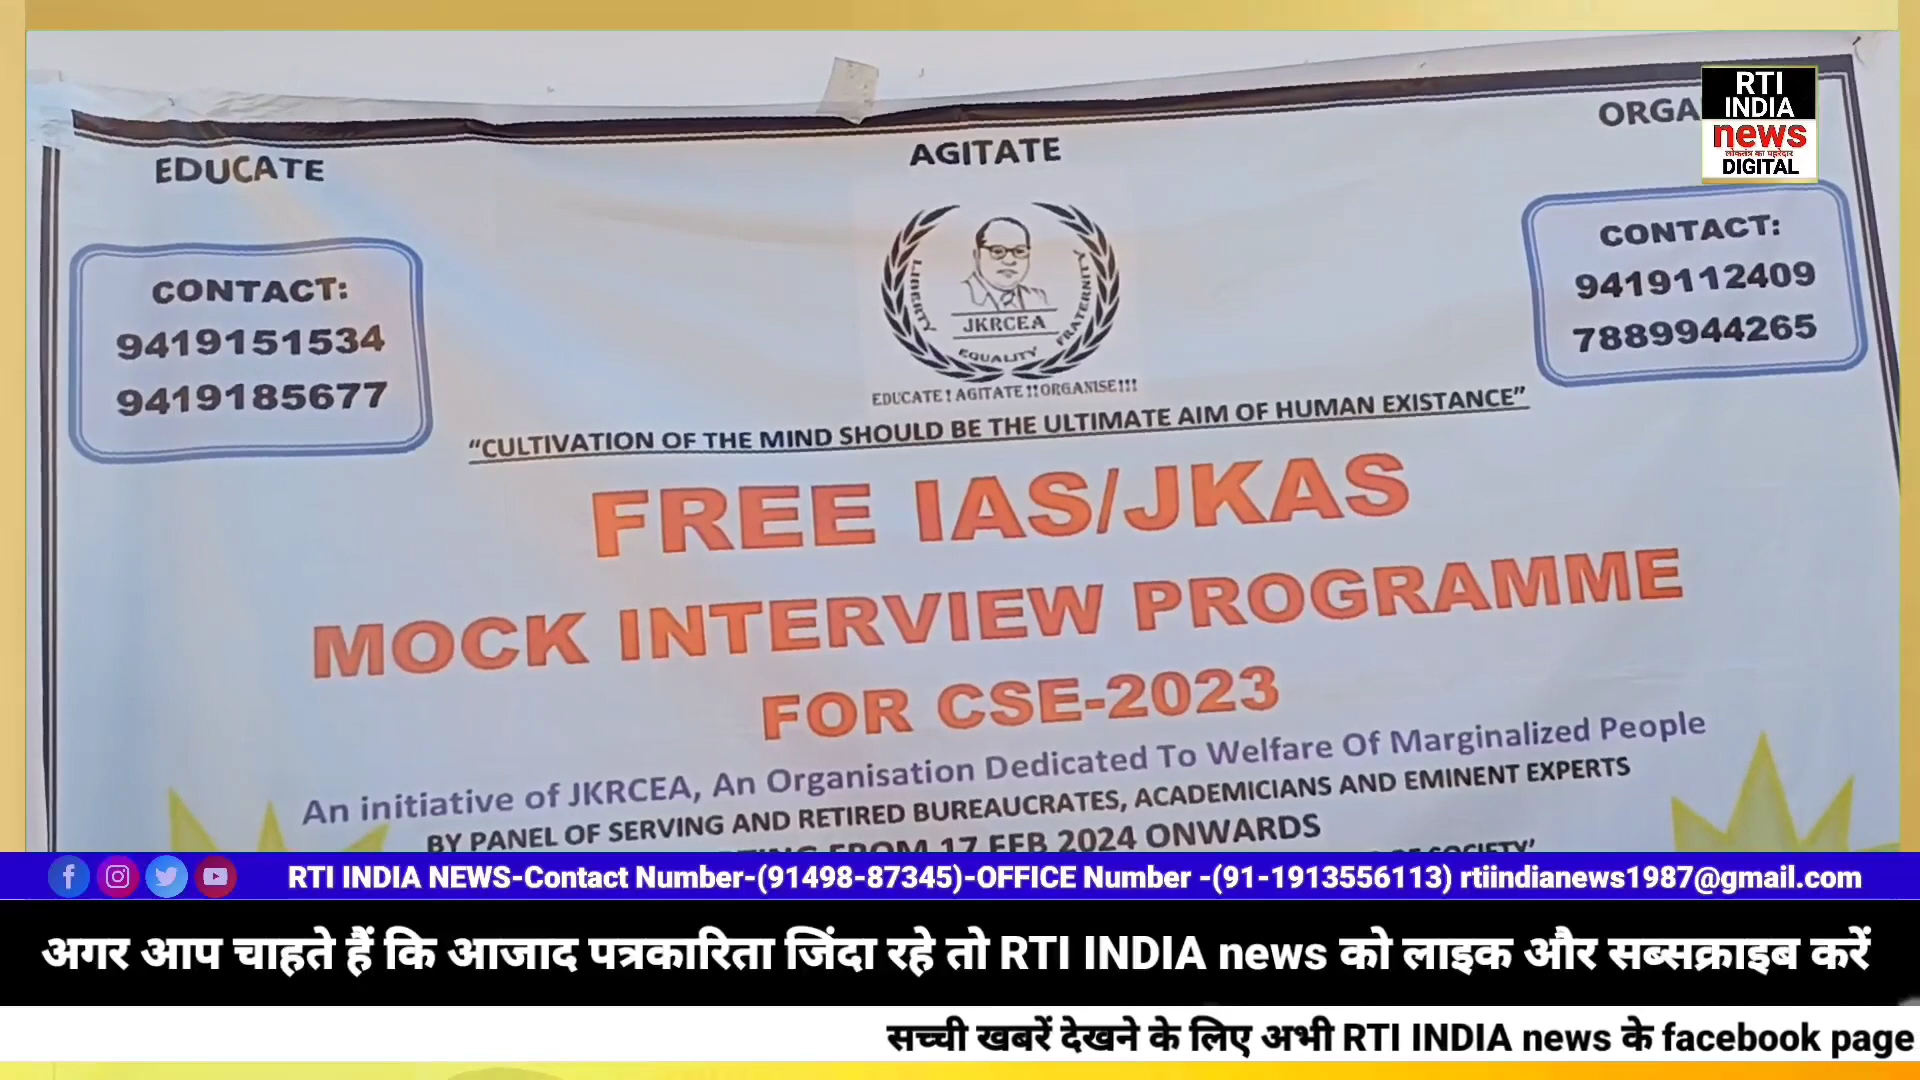 EDUCATE
AGITATE
ORGA
RTI
INDIA
news
लोकतंत्र का पहरेदार
DIGITAL
CONTACT:
9419151534
9419185677
LIBERTY
EQUALITY
FRATERNITY
JKRCEA
EDUCATE ! AGITATE !! ORGANISE!!!
CONTACT:
9419112409
7889944265
“CULTIVATION OF THE MIND SHOULD BE THE ULTIMATE AIM OF HUMAN EXISTANCE”
FREE IAS/JKAS
MOCK INTERVIEW PROGRAMME
FOR CSE-2023
An initiative of JKRCEA, An Organisation Dedicated To Welfare Of Marginalized People
BY PANEL OF SERVING AND RETIRED BUREAUCRATES, ACADEMICIANS AND EMINENT EXPERTS
FROM 17 FEB 2024 ONWARDS
OF SOCIETY’
RTI INDIA NEWS-Contact Number-(91498-87345)-OFFICE Number -(91-1913556113) rtiindianews1987@gmail.com
अगर आप चाहते हैं कि आजाद पत्रकारिता जिंदा रहे तो RTI INDIA news को लाइक और सब्सक्राइब करें
सच्ची खबरें देखने के लिए अभी RTI INDIA news के facebook page